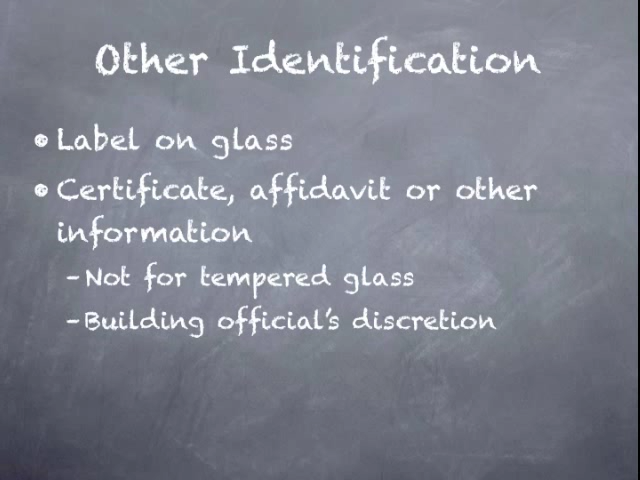 Other Identification
• Label on glass
• Certificate, affidavit or other
information
-Not for tempered glass
-Building official's discretion